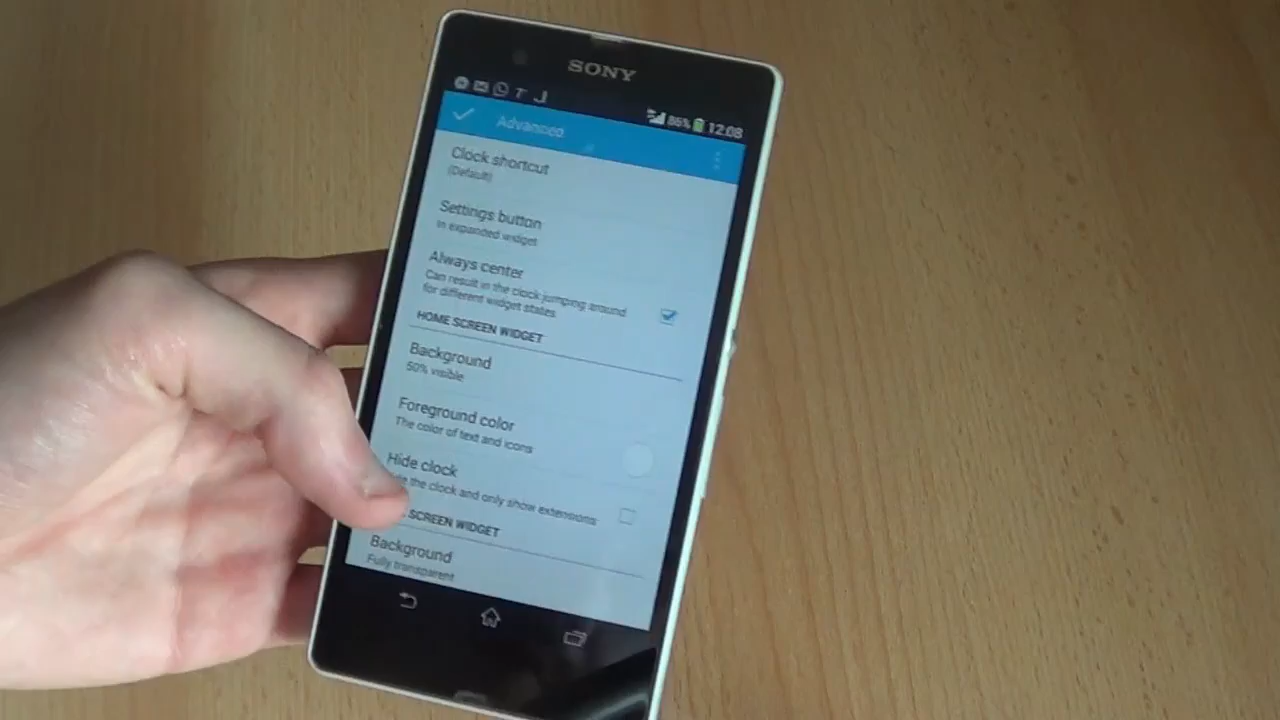 SONY
86% 12:08
Advanced
Clock shortcut
(Default)
Settings button
In expanded widget
Always center
Can result in the clock jumping around
for different widget states
HOME SCREEN WIDGET
Background
50% visible
Foreground color
The color of text and icons
Hide clock
the clock and only show extensions
SCREEN WIDGET
Background
Fully transparent